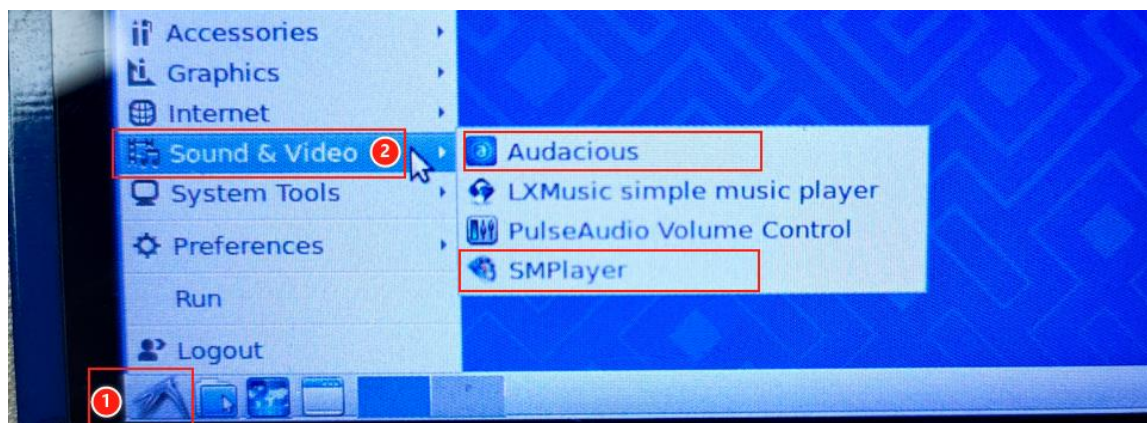 Accessories
Graphics
Internet
Sound & Video 2
System Tools
Preferences
Run
Logout
Audacious
LXMusic simple music player
PulseAudio Volume Control
SMPlayer
1